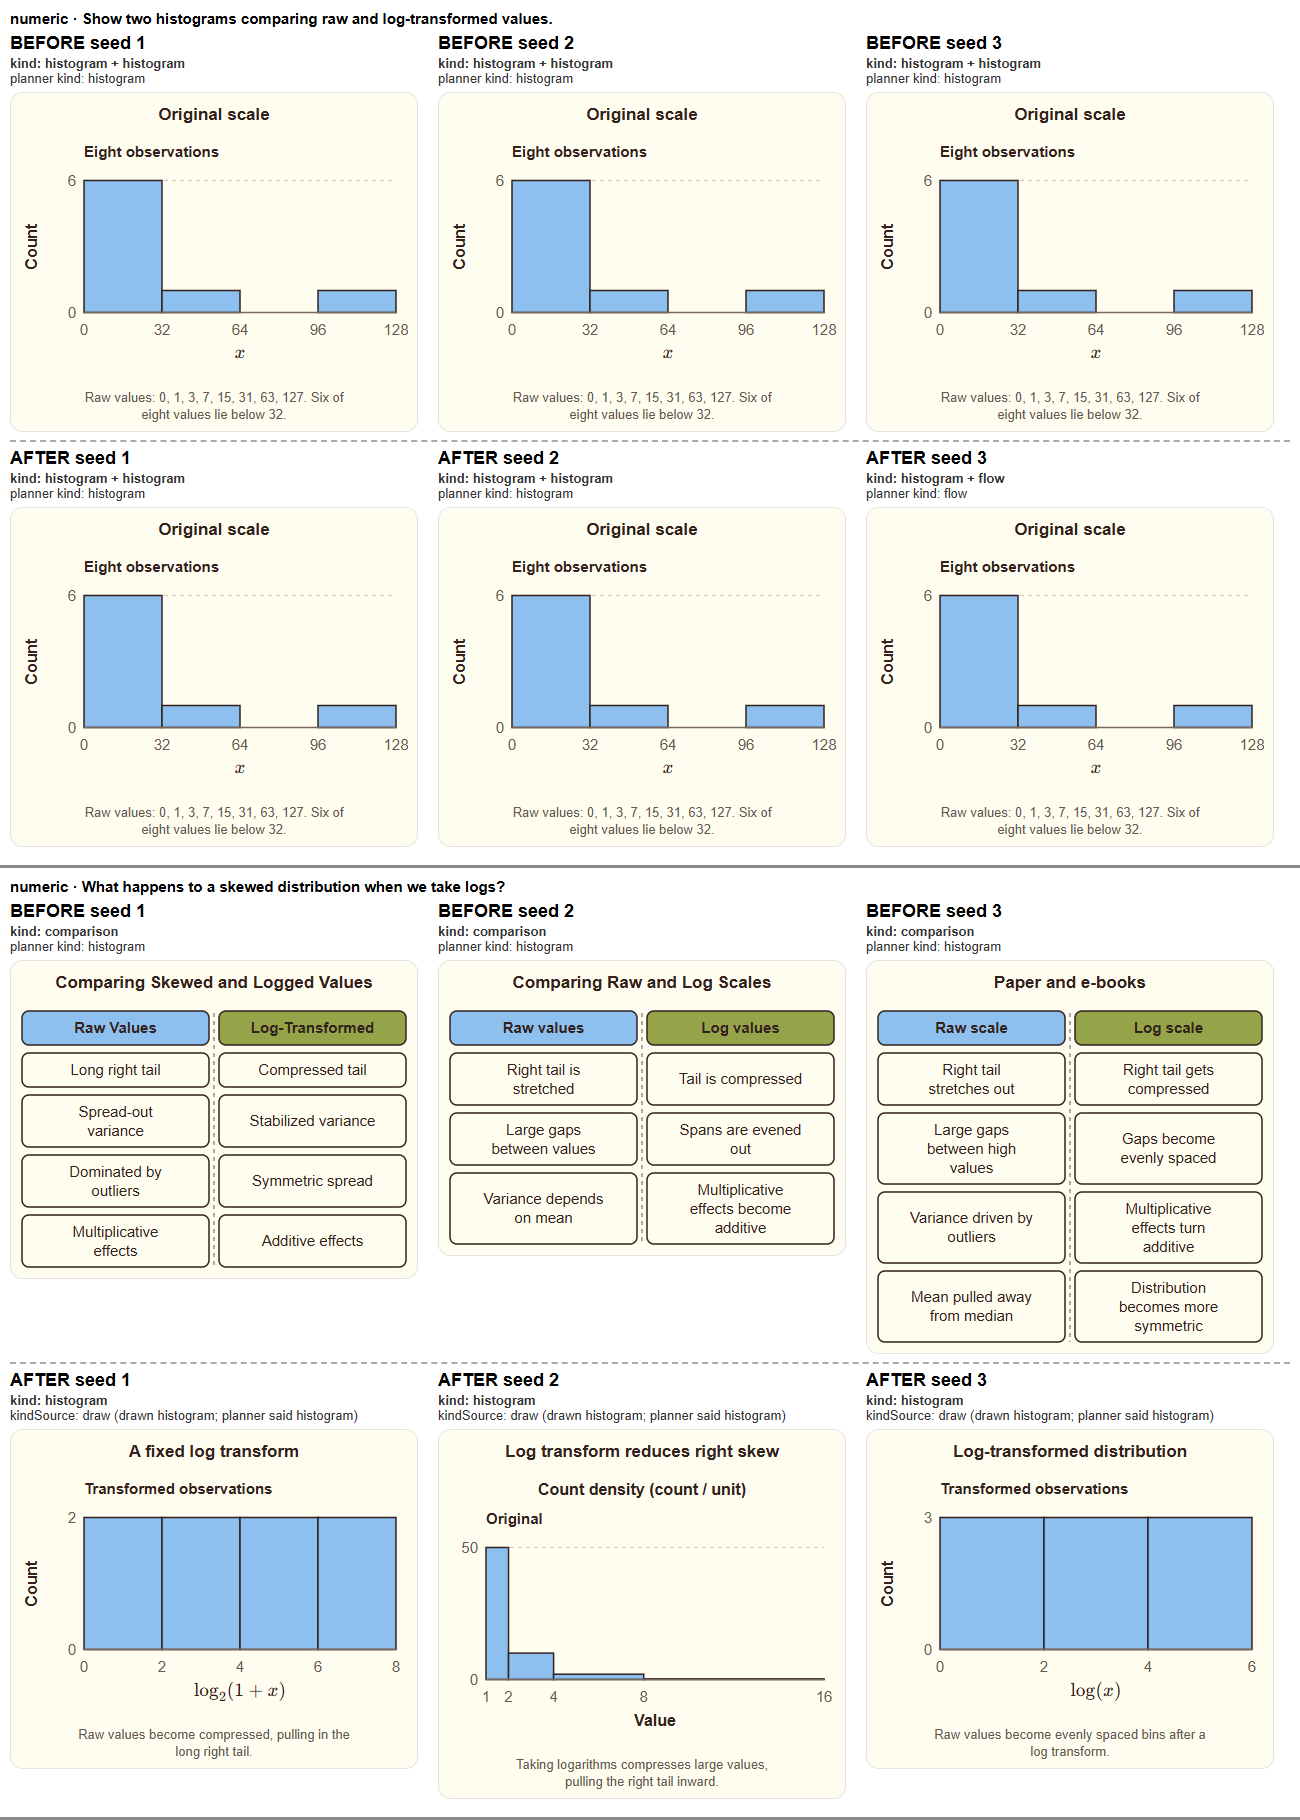 numeric · Show two histograms comparing raw and log-transformed values.
BEFORE seed 1
kind: histogram + histogram
planner kind: histogram
Original scale
Eight observations
6
Count
0
0 32 64 96 128
x
Raw values: 0, 1, 3, 7, 15, 31, 63, 127. Six of
eight values lie below 32.
BEFORE seed 2
kind: histogram + histogram
planner kind: histogram
Original scale
Eight observations
6
Count
0
0 32 64 96 128
x
Raw values: 0, 1, 3, 7, 15, 31, 63, 127. Six of
eight values lie below 32.
BEFORE seed 3
kind: histogram + histogram
planner kind: histogram
Original scale
Eight observations
6
Count
0
0 32 64 96 128
x
Raw values: 0, 1, 3, 7, 15, 31, 63, 127. Six of
eight values lie below 32.
AFTER seed 1
kind: histogram + histogram
planner kind: histogram
Original scale
Eight observations
6
Count
0
0 32 64 96 128
x
Raw values: 0, 1, 3, 7, 15, 31, 63, 127. Six of
eight values lie below 32.
AFTER seed 2
kind: histogram + histogram
planner kind: histogram
Original scale
Eight observations
6
Count
0
0 32 64 96 128
x
Raw values: 0, 1, 3, 7, 15, 31, 63, 127. Six of
eight values lie below 32.
AFTER seed 3
kind: histogram + flow
planner kind: flow
Original scale
Eight observations
6
Count
0
0 32 64 96 128
x
Raw values: 0, 1, 3, 7, 15, 31, 63, 127. Six of
eight values lie below 32.
numeric · What happens to a skewed distribution when we take logs?
BEFORE seed 1
kind: comparison
planner kind: histogram
Comparing Skewed and Logged Values
Raw Values
Log-Transformed
Long right tail
Compressed tail
Spread-out
variance
Stabilized variance
Dominated by
outliers
Symmetric spread
Multiplicative
effects
Additive effects
BEFORE seed 2
kind: comparison
planner kind: histogram
Comparing Raw and Log Scales
Raw values
Log values
Right tail is
stretched
Tail is compressed
Large gaps
between values
Spans are evened
out
Variance depends
on mean
Multiplicative
effects become
additive
BEFORE seed 3
kind: comparison
planner kind: histogram
Paper and e-books
Raw scale
Log scale
Right tail
stretches out
Right tail gets
compressed
Large gaps
between high
values
Gaps become
evenly spaced
Variance driven by
outliers
Multiplicative
effects turn
additive
Mean pulled away
from median
Distribution
becomes more
symmetric
AFTER seed 1
kind: histogram
kindSource: draw (drawn histogram; planner said histogram)
A fixed log transform
Transformed observations
2
Count
0
0 2 4 6 8
log₂(1 + x)
Raw values become compressed, pulling in the
long right tail.
AFTER seed 2
kind: histogram
kindSource: draw (drawn histogram; planner said histogram)
Log transform reduces right skew
Count density (count / unit)
Original
50
0
1 2 4 8 16
Value
Taking logarithms compresses large values,
pulling the right tail inward.
AFTER seed 3
kind: histogram
kindSource: draw (drawn histogram; planner said histogram)
Log-transformed distribution
Transformed observations
3
Count
0
0 2 4 6
log(x)
Raw values become evenly spaced bins after a
log transform.